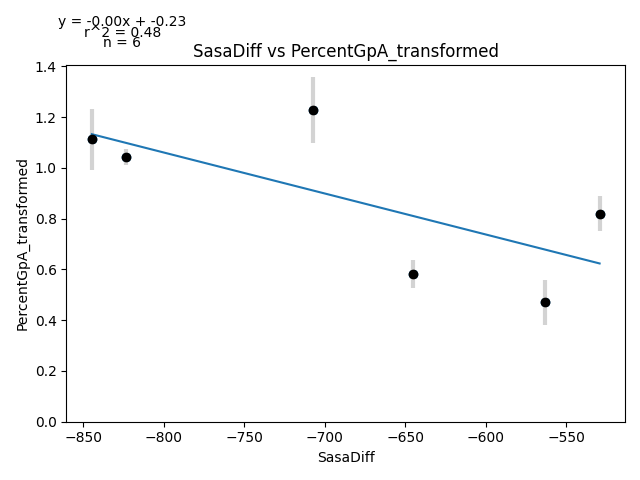 y = -0.00x + -0.23
r^2 = 0.48
n = 6
SasaDiff vs PercentGpA_transformed
1.4
1.2
1.0
0.8
0.6
0.4
0.2
0.0
PercentGpA_transformed
−850
−800
−750
−700
−650
−600
−550
SasaDiff